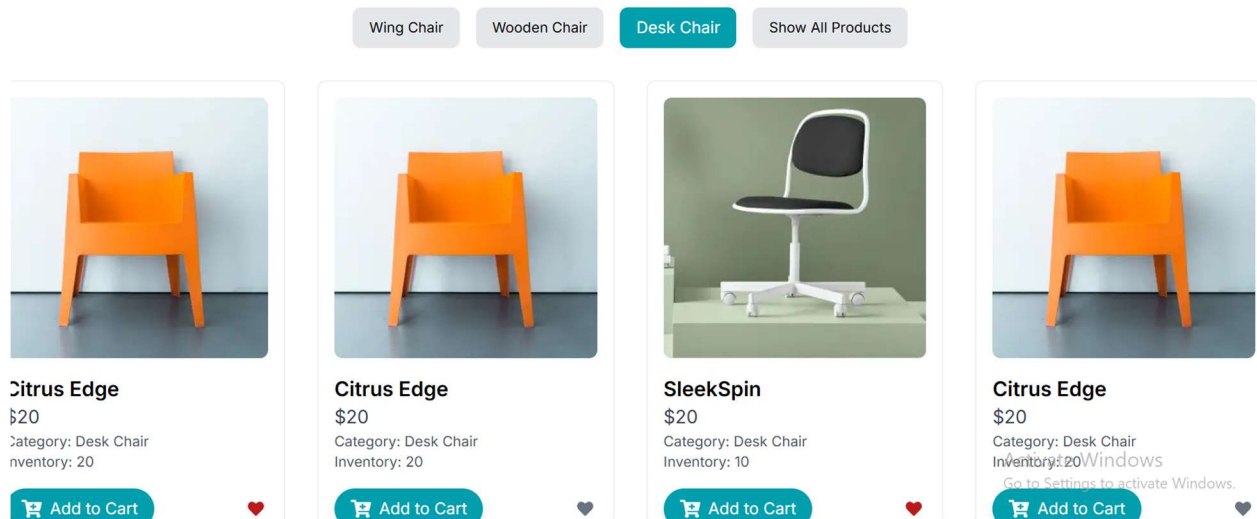 Wing Chair
Wooden Chair
Desk Chair
Show All Products
Citrus Edge
$20
Category: Desk Chair
Inventory: 20
Add to Cart
Citrus Edge
$20
Category: Desk Chair
Inventory: 20
Add to Cart
SleekSpin
$20
Category: Desk Chair
Inventory: 10
Add to Cart
Citrus Edge
$20
Category: Desk Chair
Inventory: 20
Add to Cart
Activate Windows
Go to Settings to activate Windows.